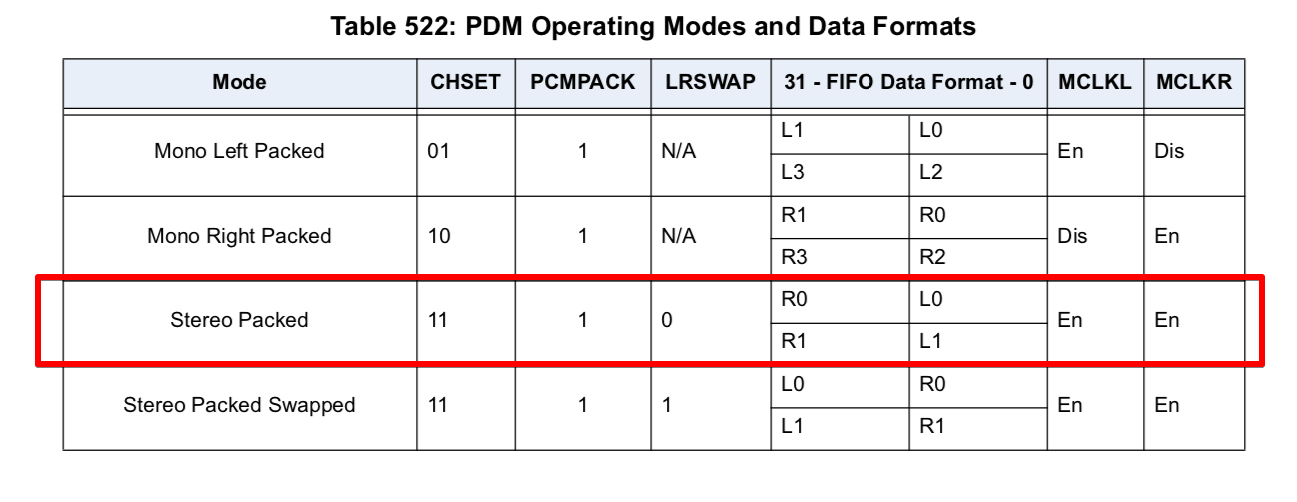 Table 522: PDM Operating Modes and Data Formats
Mode CHSET PCMPACK LRSWAP 31 - FIFO Data Format - 0 MCLKL MCLKR
Mono Left Packed 01 1 N/A L1 L0 En Dis
L3 L2
Mono Right Packed 10 1 N/A R1 R0 Dis En
R3 R2
Stereo Packed 11 1 0 R0 L0 En En
R1 L1
Stereo Packed Swapped 11 1 1 L0 R0 En En
L1 R1